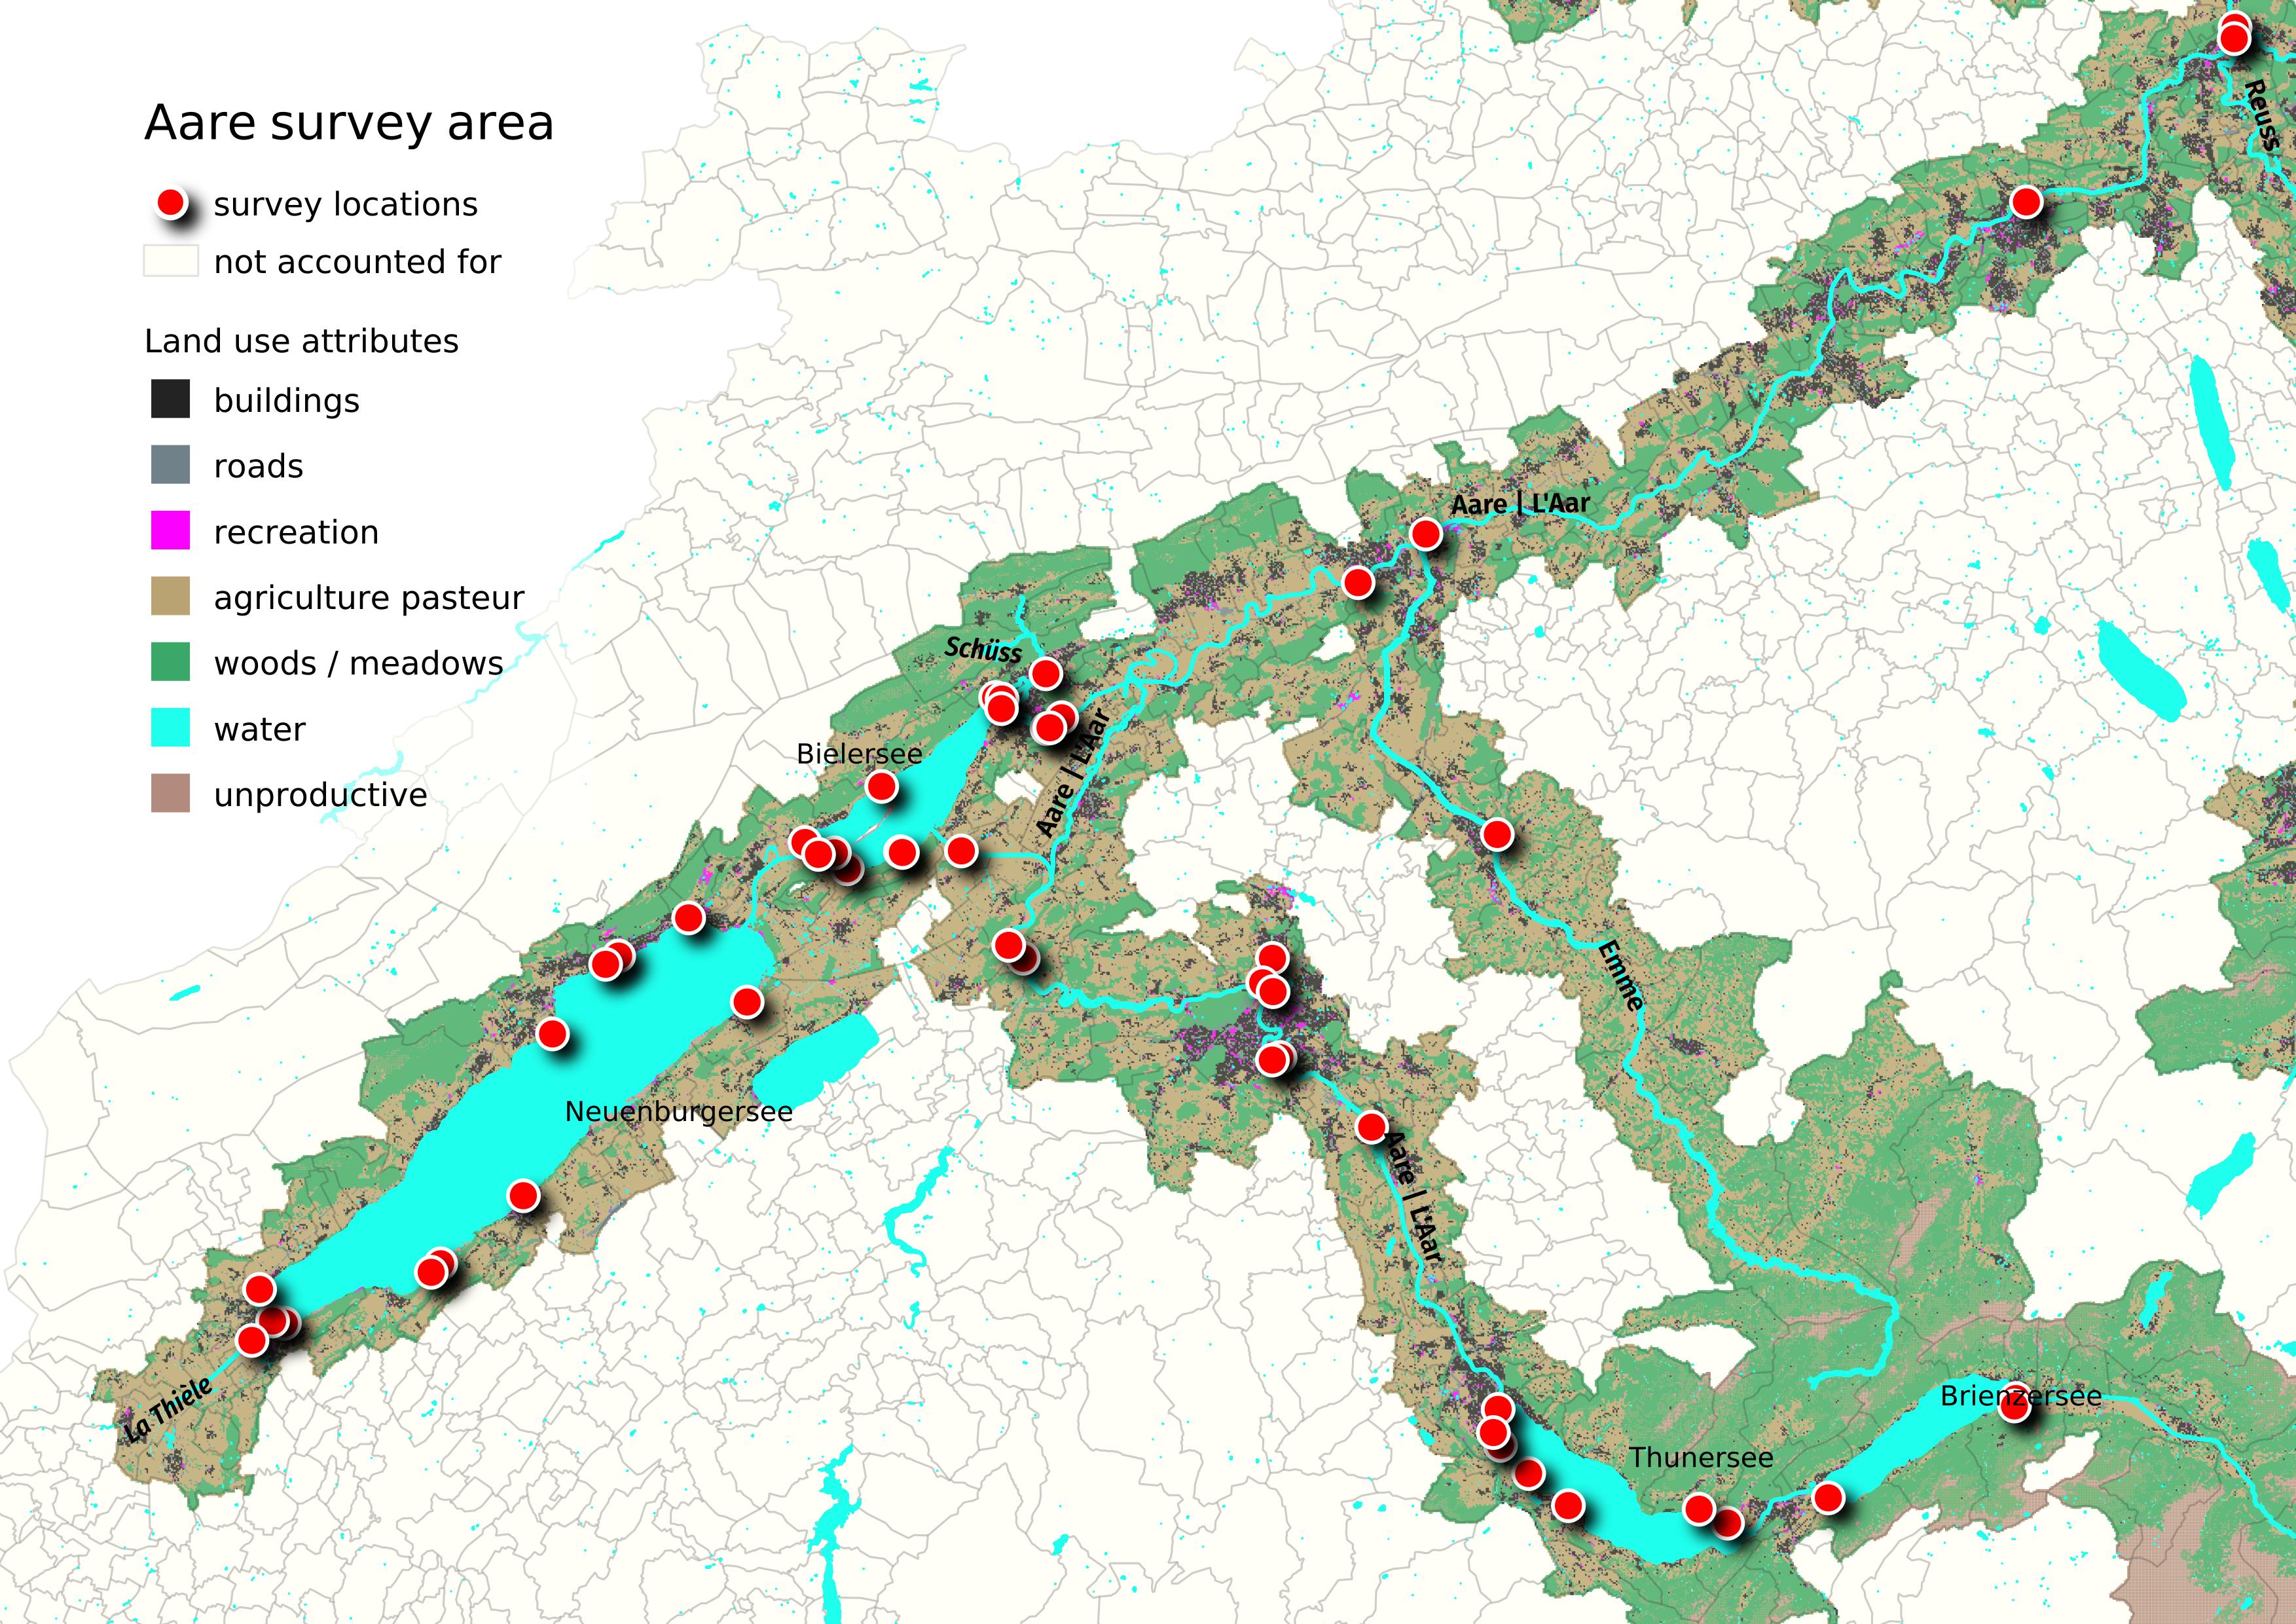 Aare survey area
survey locations
not accounted for
Land use attributes
buildings
roads
recreation
agriculture pasteur
woods / meadows
water
unproductive
Reuss
Aare | L'Aar
Schüss
Bielersee
Aare | L'Aar
Emme
Neuenburgersee
Aare | L'Aar
La Thièle
Brienzersee
Thunersee